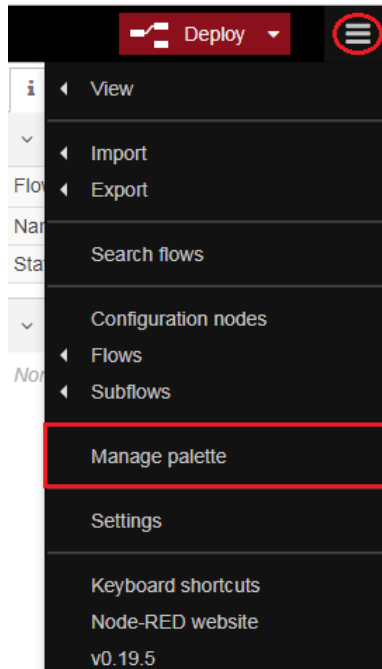 Deploy
i
View
Import
Export
Search flows
Configuration nodes
Flows
Subflows
Manage palette
Settings
Keyboard shortcuts
Node-RED website
v0.19.5